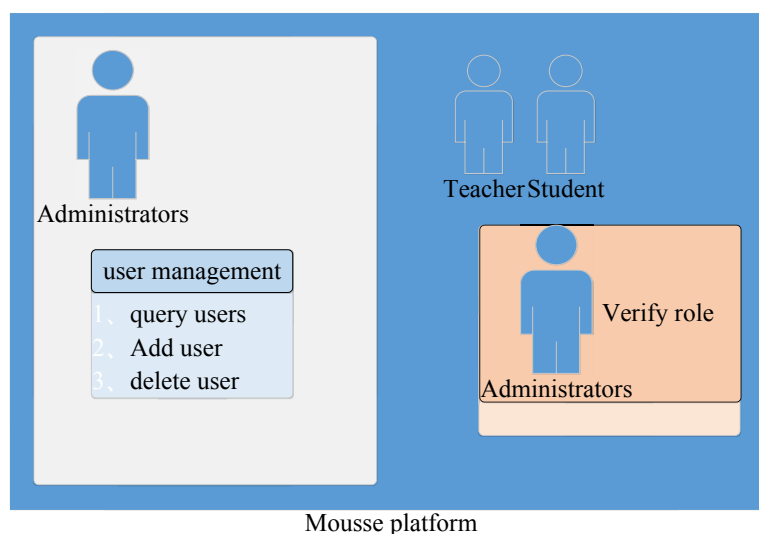 Administrators
user management
1、 query users
2、 Add user
3、 delete user
Teacher Student
Verify role
Administrators
Mousse platform